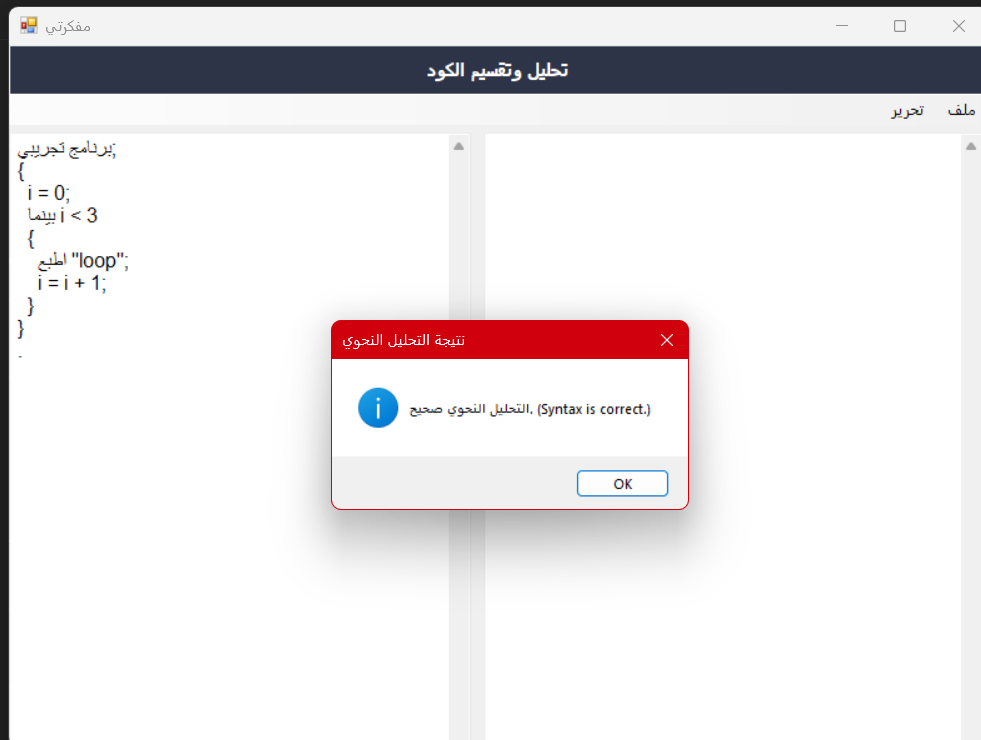 مفكرتي
تحليل وتقسيم الكود
ملف تحرير
برنامج تجريبي;
{
i = 0;
بينما i < 3
{
اطبع "loop";
i = i + 1;
}
}
.
نتيجة التحليل النحوي
التحليل النحوي صحيح. (Syntax is correct.)
OK